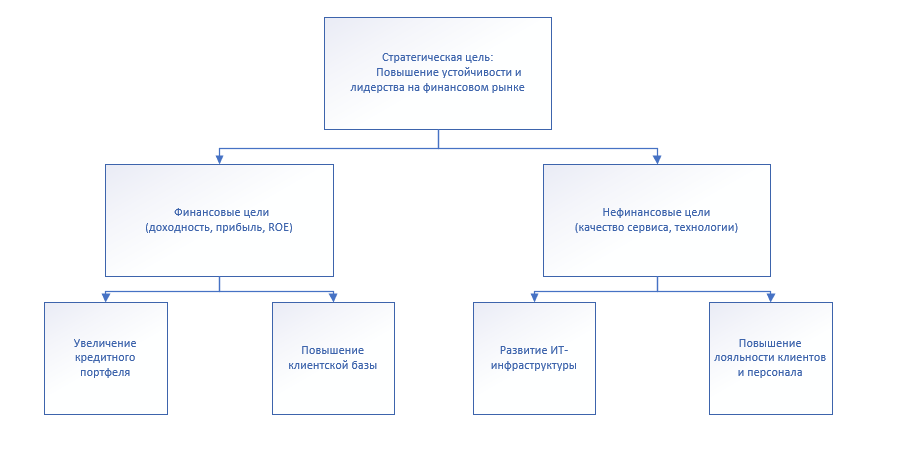 Стратегическая цель:
Повышение устойчивости и
лидерства на финансовом рынке
Финансовые цели
(доходность, прибыль, ROE)
Нефинансовые цели
(качество сервиса, технологии)
Увеличение
кредитного
портфеля
Повышение
клиентской базы
Развитие ИТ-
инфраструктуры
Повышение
лояльности клиентов
и персонала